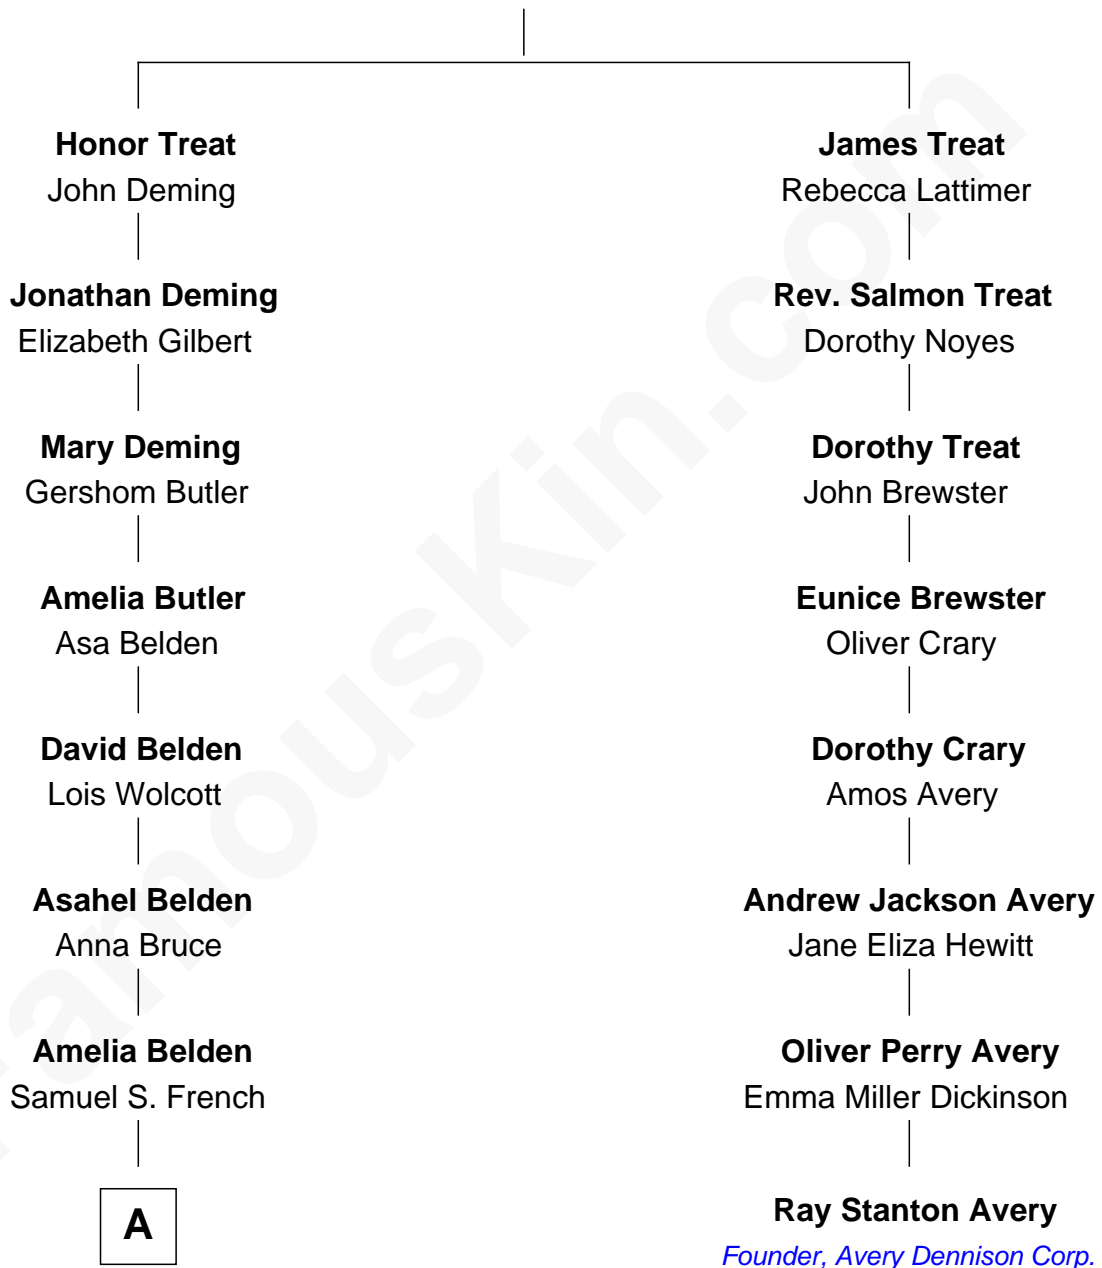 Honor Treat
John Deming
James Treat
Rebecca Lattimer
Jonathan Deming
Elizabeth Gilbert
Rev. Salmon Treat
Dorothy Noyes
Mary Deming
Gershom Butler
Dorothy Treat
John Brewster
Amelia Butler
Asa Belden
Eunice Brewster
Oliver Crary
David Belden
Lois Wolcott
Dorothy Crary
Amos Avery
Asahel Belden
Anna Bruce
Andrew Jackson Avery
Jane Eliza Hewitt
Amelia Belden
Samuel S. French
Oliver Perry Avery
Emma Miller Dickinson
A
Ray Stanton Avery
Founder, Avery Dennison Corp.
FamousKin.com